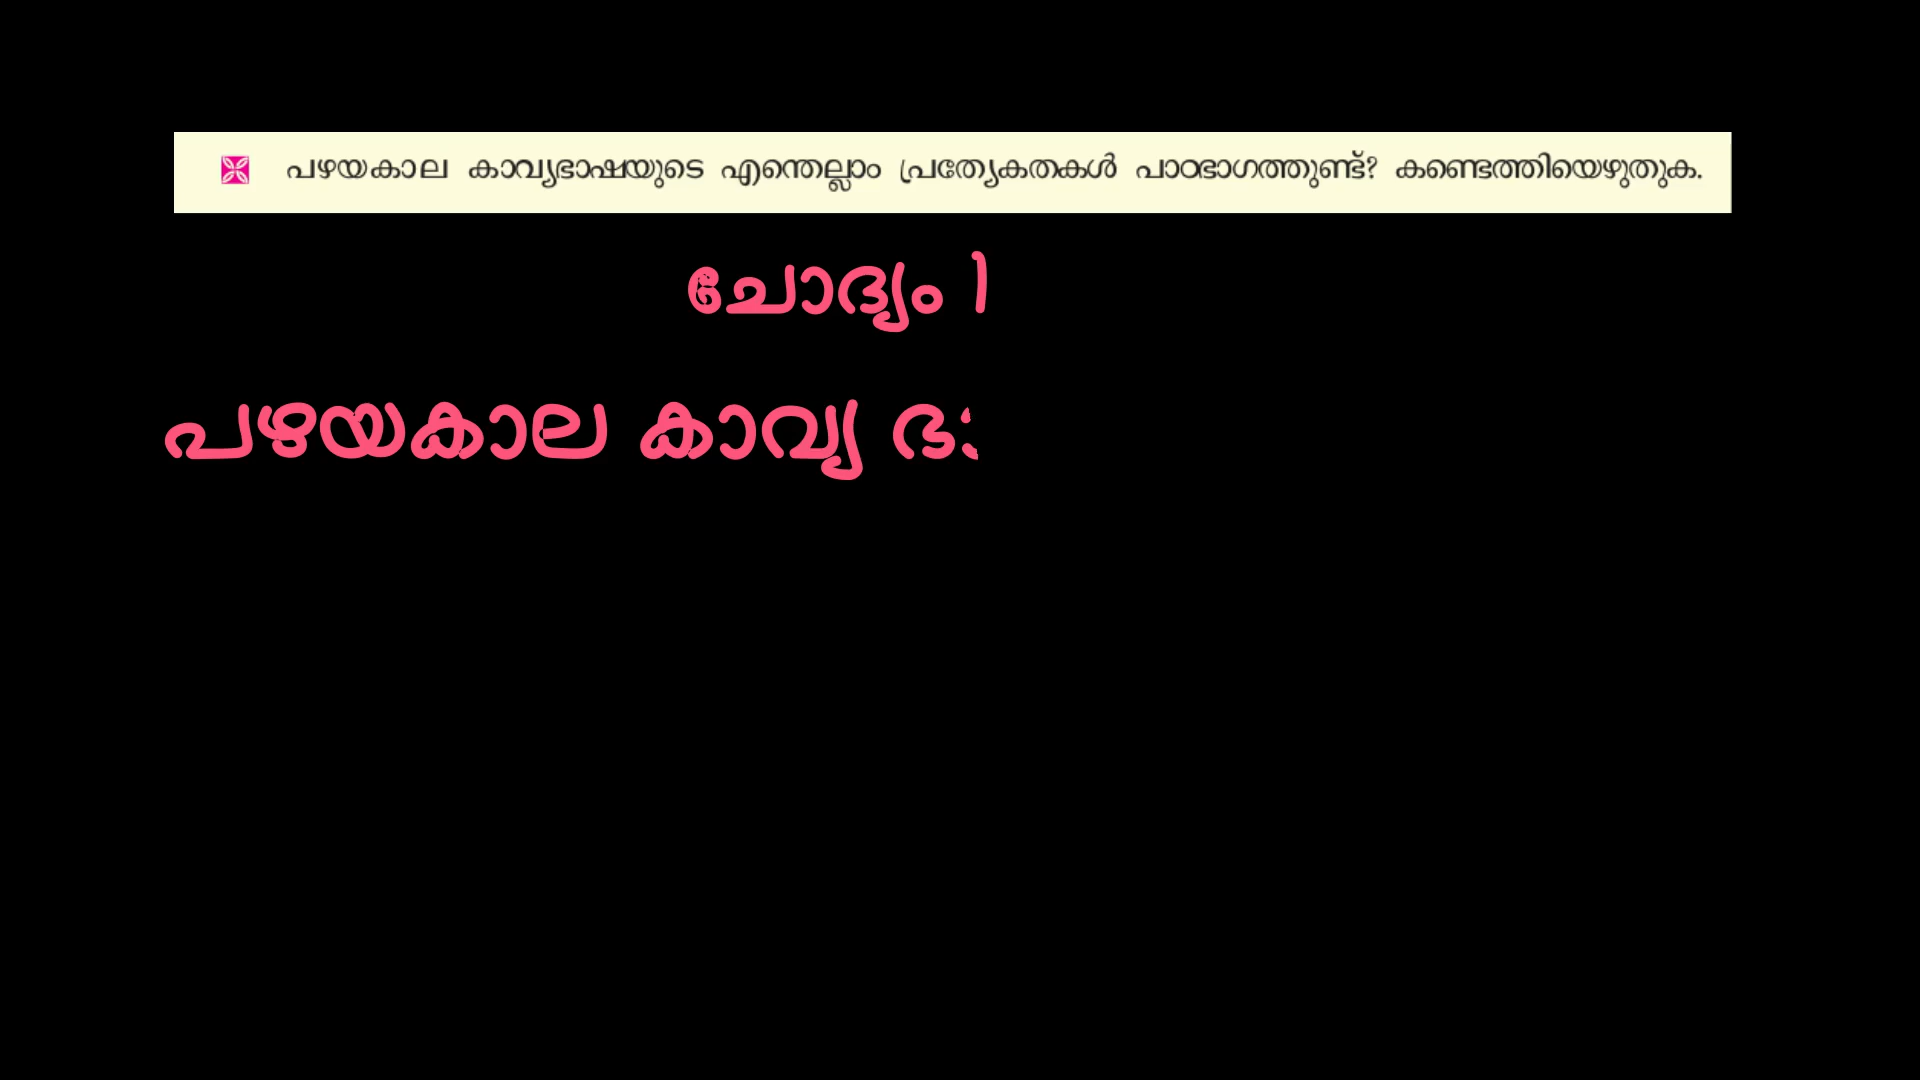 പഴയകാല കാവ്യഭാഷയുടെ എന്തെല്ലാം പ്രത്യേകതകൾ പാഠഭാഗത്തുണ്ട്? കണ്ടെത്തിയെഴുതുക.
ചോദ്യം 1
പഴയകാല കാവ്യ